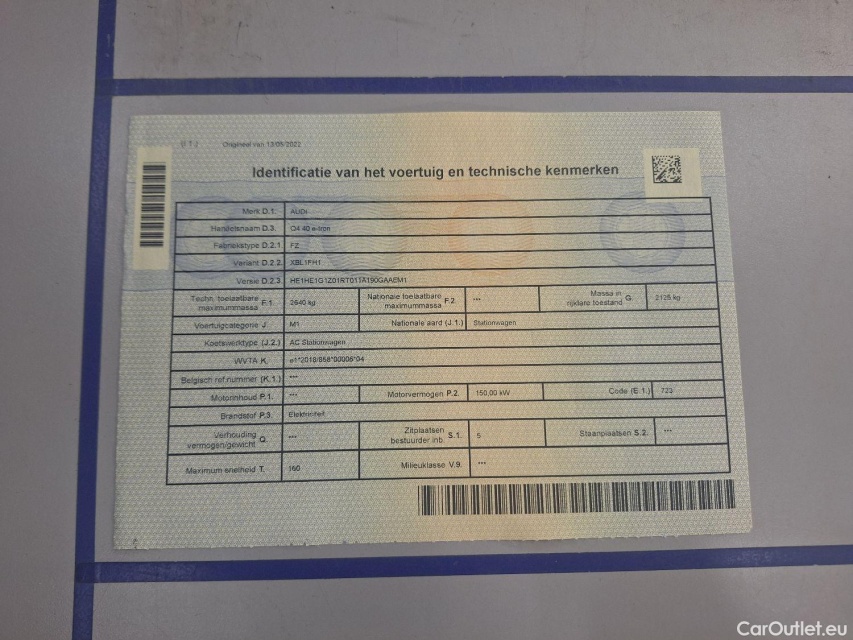 Origineel van 13/05/2022
Identificatie van het voertuig en technische kenmerken
Merk D.1. AUDI
Handelsnaam D.3. Q4 40 e-tron
Fabriekstype D.2.1 FZ
Variant D.2.2. XBL1FH1
Versie D.2.3. HE1HE1G1Z01RT011A190GAAEM1
Techn. toelaatbare maximummassa F.1. 2640 kg Nationale toelaatbare maximummassa F.2. *** Massa in rijklare toestand G. 2125 kg
Voertuigcategorie J. M1 Nationale aard (J.1.) Stationwagen
Koetswerktype (J.2.) AC Stationwagen
WVTA K. e1*2018/858*00006*04
Belgisch ref.nummer (K.1.) ***
Motorinhoud P.1. *** Motorvermogen P.2. 150,00 kW Code (E.1.) 723
Brandstof P.3. Elektriciteit
Verhouding vermogen/gewicht Q. *** Zitplaatsen bestuurder inb. S.1. 5 Staanplaatsen S.2. ***
Maximum snelheid T. 160 Milieuklasse V.9. ***
CarOutlet.eu